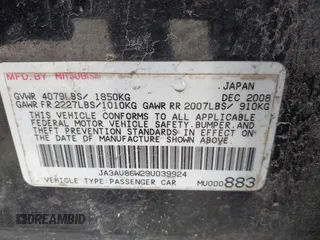 MFD BY MITSUBISHI
JAPAN
GVWR 4079LBS/ 1850KG DEC 2008
GAWR FR 2227LBS/1010KG GAWR RR 2007LBS/ 910KG
THIS VEHICLE CONFORMS TO ALL APPLICABLE
FEDERAL MOTOR VEHICLE SAFETY,BUMPER,AND
THEFT PREVENTION STANDARDS IN EFFECT ON THE
DATE OF MANUFACTURE SHOWN ABOVE.
JA3AU86W29U039924
VEHICLE TYPE:PASSENGER CAR
MU000883
DREAMBID